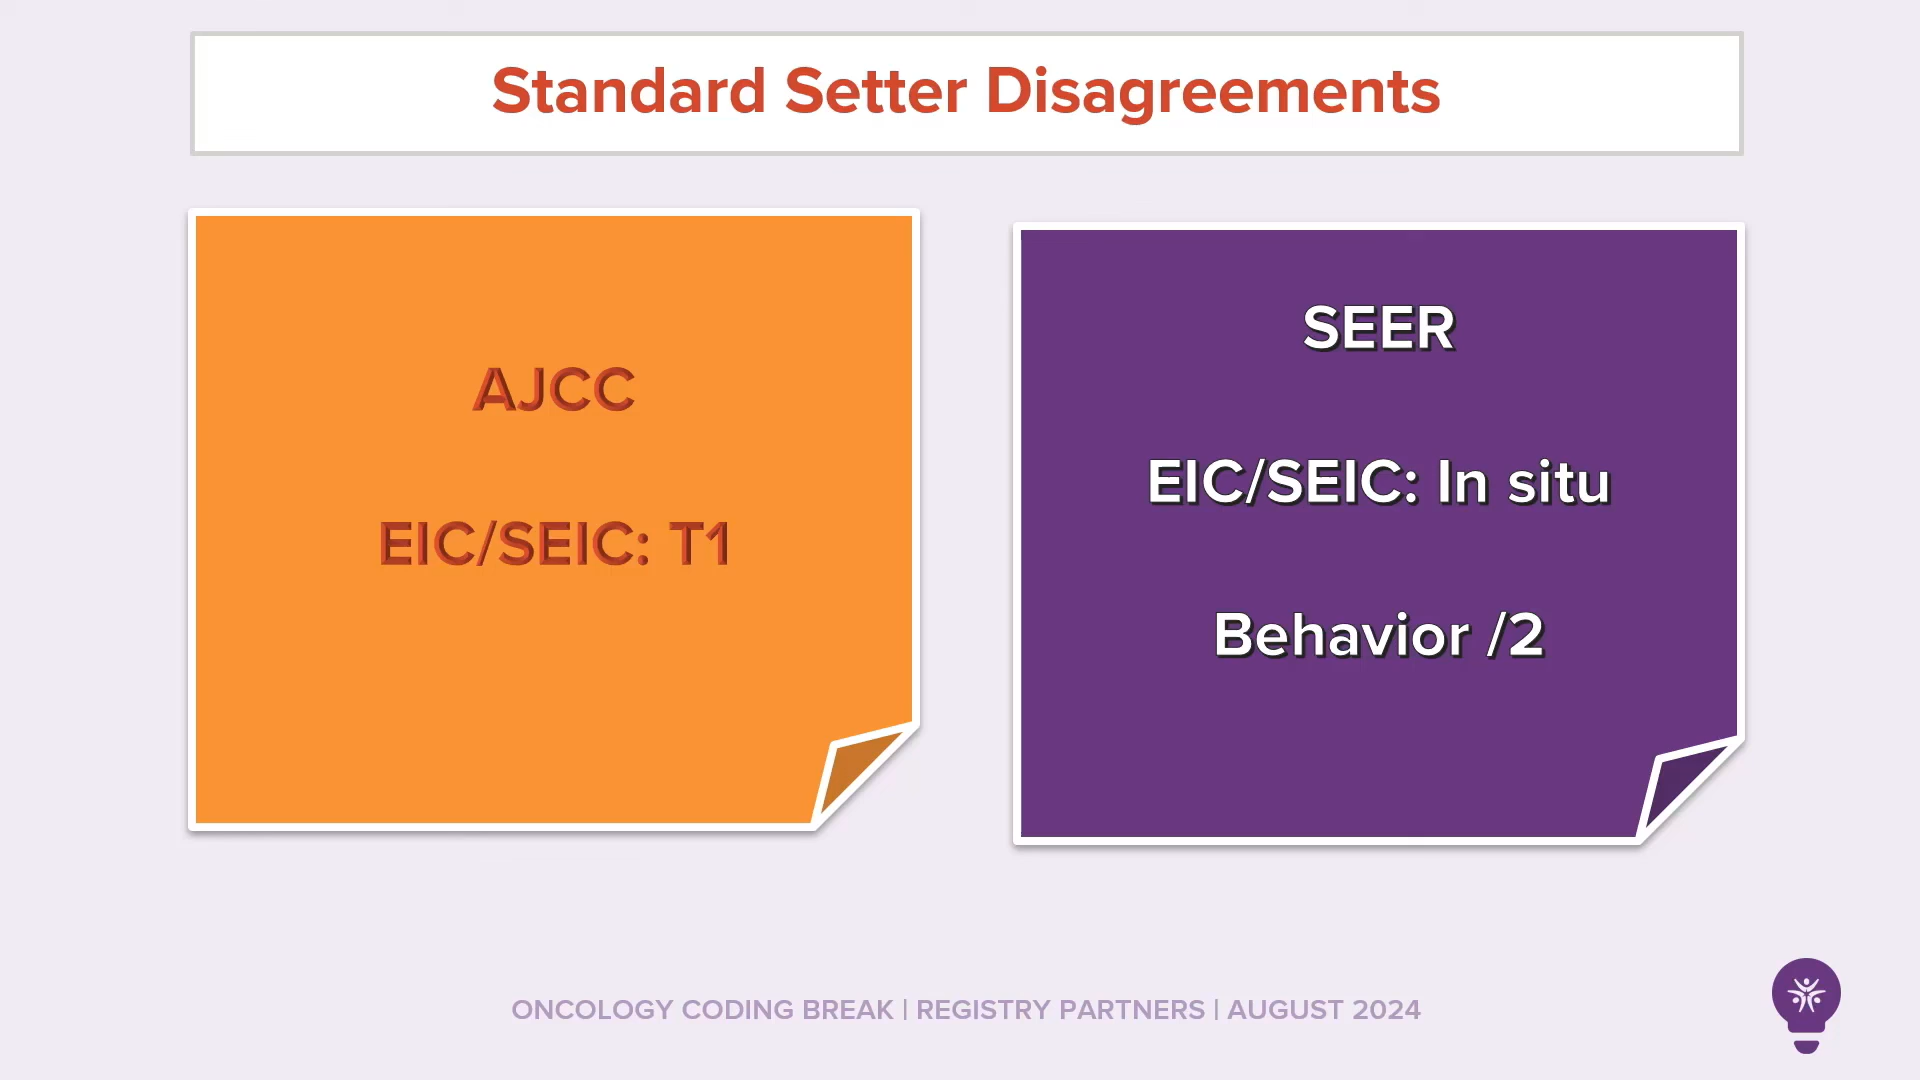 Standard Setter Disagreements
AJCC
EIC/SEIC: T1
SEER
EIC/SEIC: In situ
Behavior /2
ONCOLOGY CODING BREAK | REGISTRY PARTNERS | AUGUST 2024